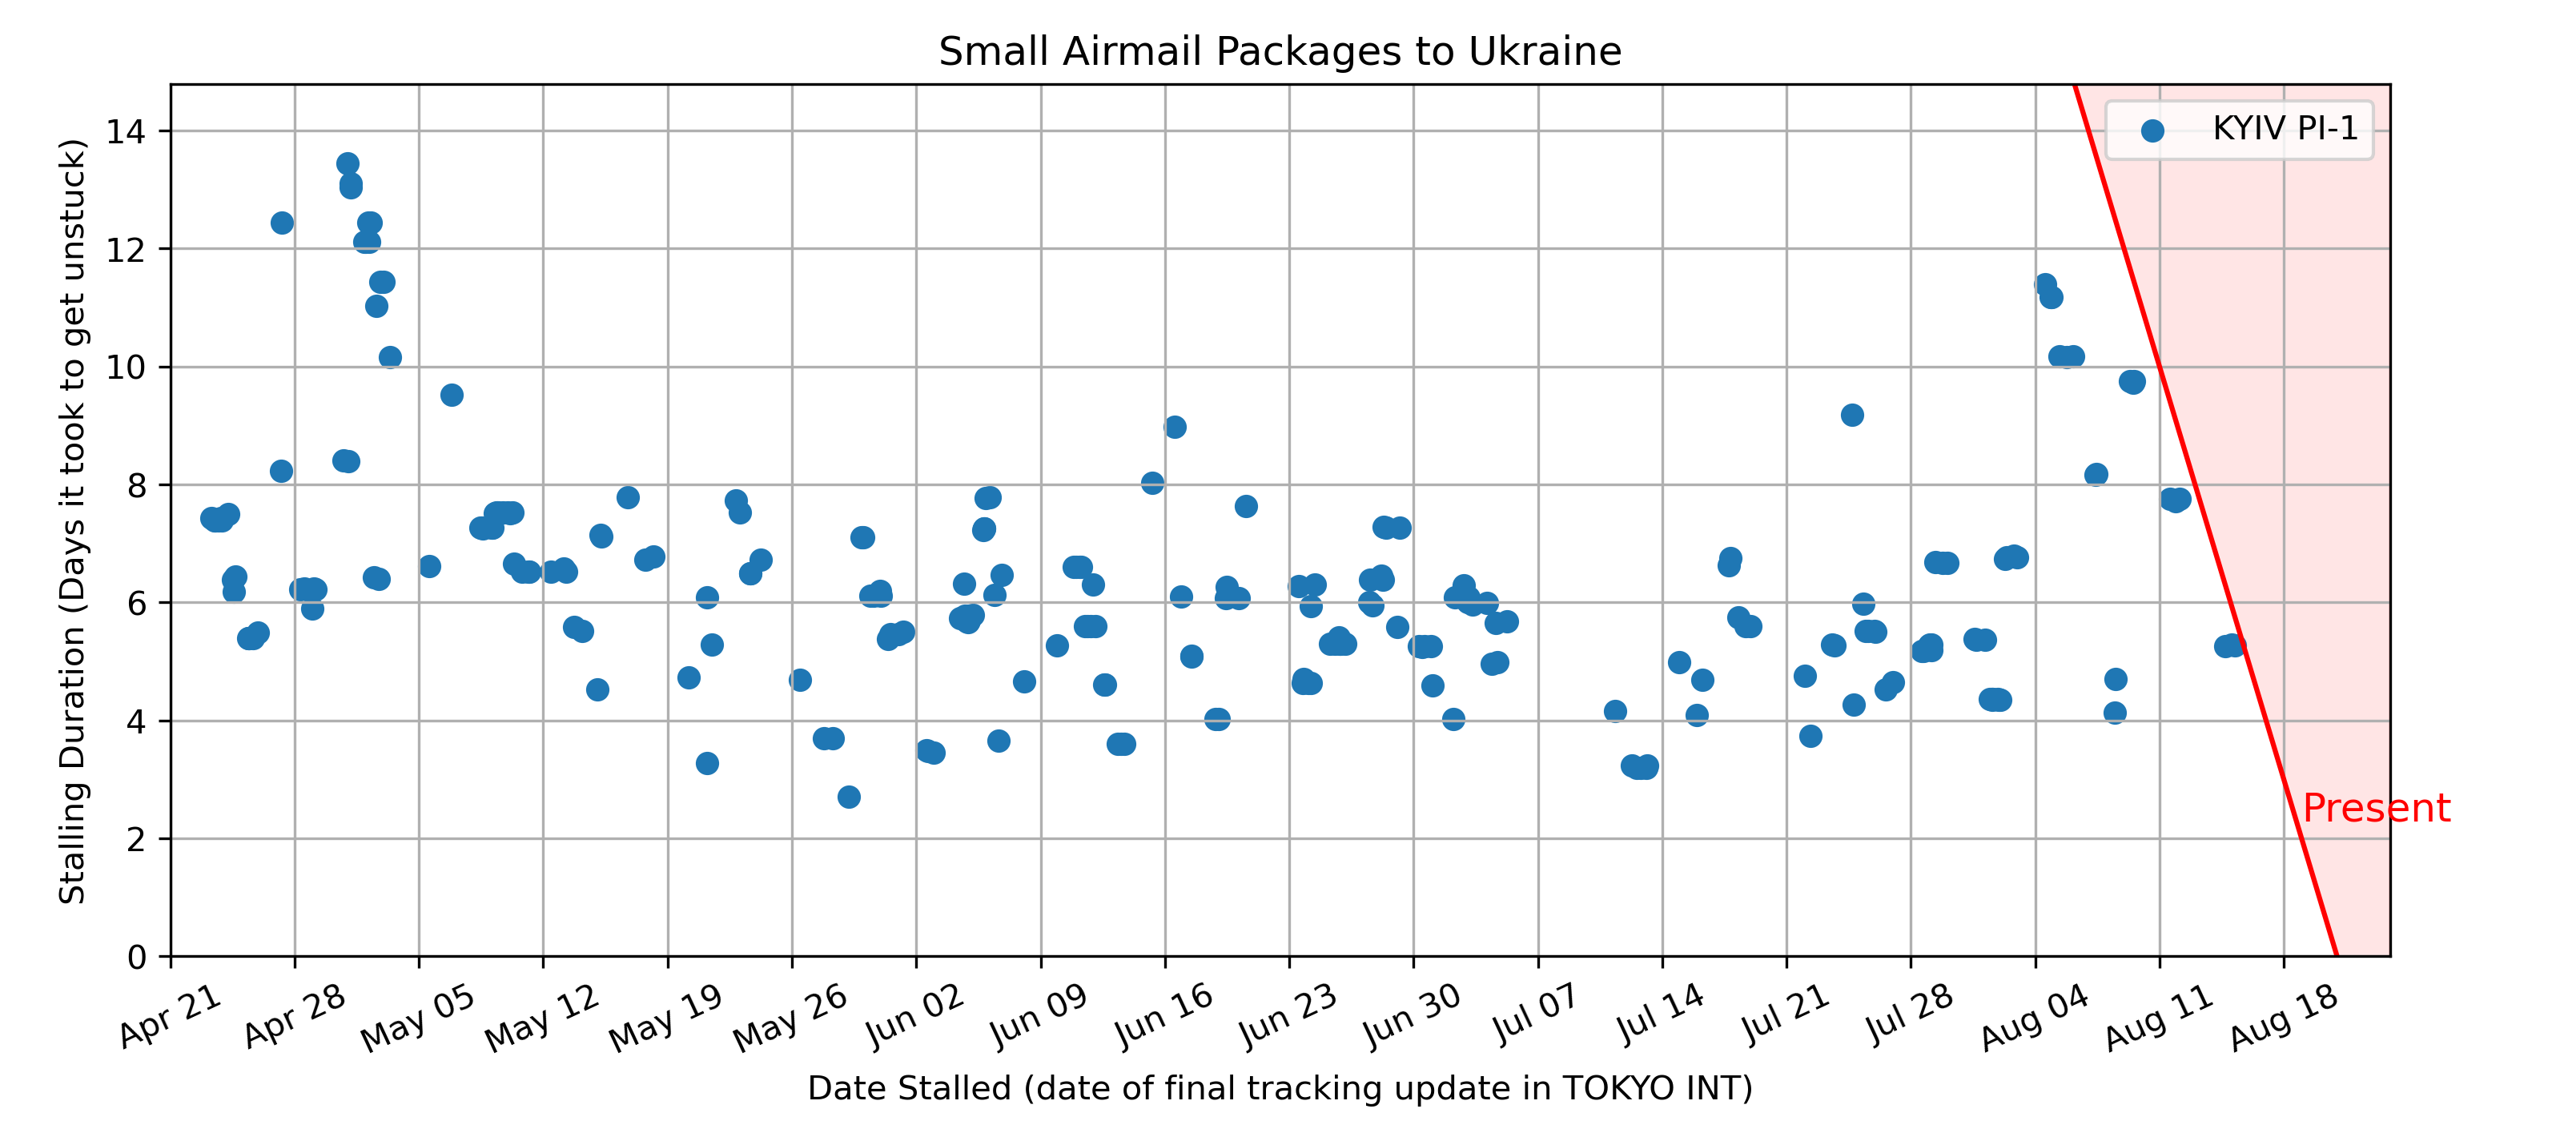 Small Airmail Packages to Ukraine
Stalling Duration (Days it took to get unstuck)
14
12
10
8
6
4
2
0
KYIV PI-1
Present
Apr 21
Apr 28
May 05
May 12
May 19
May 26
Jun 02
Jun 09
Jun 16
Jun 23
Jun 30
Jul 07
Jul 14
Jul 21
Jul 28
Aug 04
Aug 11
Aug 18
Date Stalled (date of final tracking update in TOKYO INT)